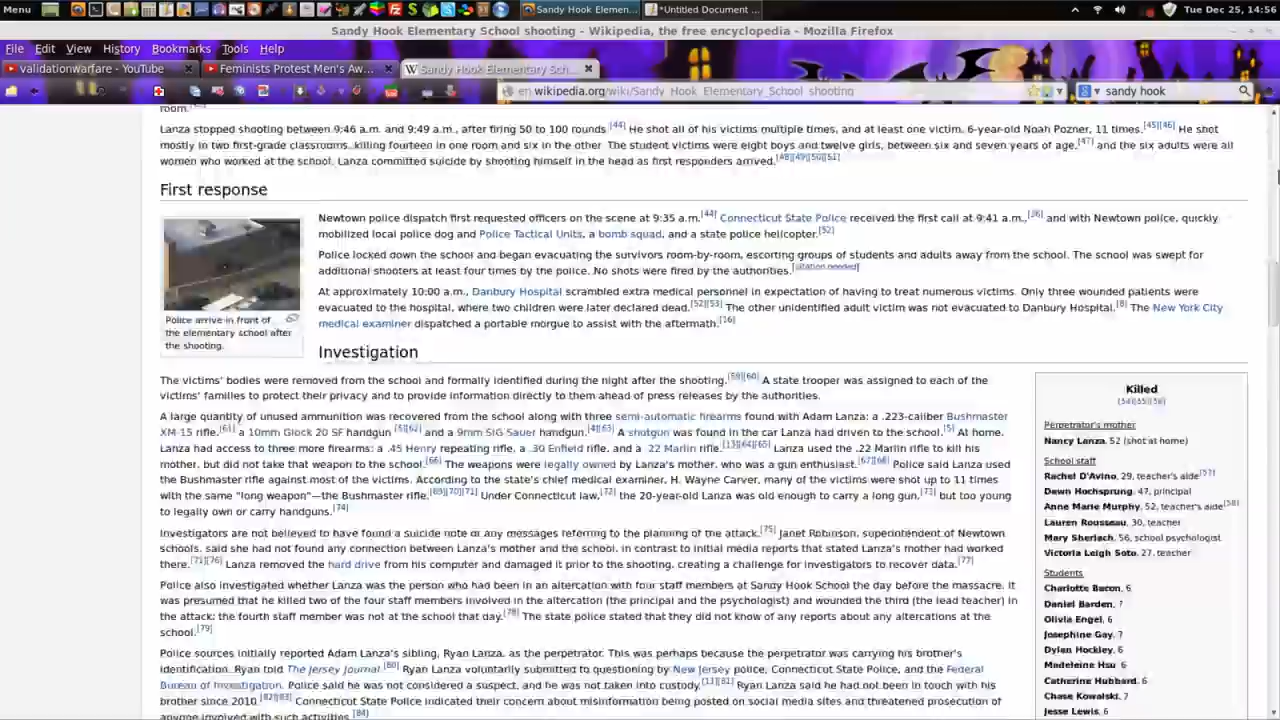 Menu Sandy Hook Elemen... *Untitled Document ... Tue Dec 25, 14:56
Sandy Hook Elementary School shooting - Wikipedia, the free encyclopedia - Mozilla Firefox
File Edit View History Bookmarks Tools Help
validationwarfare - YouTube Feminists Protest Men's Aw... Sandy Hook Elementary Sch...
en.wikipedia.org/wiki/Sandy_Hook_Elementary_School_shooting sandy hook
room.
Lanza stopped shooting between 9:46 a.m. and 9:49 a.m., after firing 50 to 100 rounds.[44] He shot all of his victims multiple times, and at least one victim, 6-year-old Noah Pozner, 11 times.[45][46] He shot
mostly in two first-grade classrooms, killing fourteen in one room and six in the other. The student victims were eight boys and twelve girls, between six and seven years of age,[47] and the six adults were all
women who worked at the school. Lanza committed suicide by shooting himself in the head as first responders arrived.[48][49][50][51]
First response
Newtown police dispatch first requested officers on the scene at 9:35 a.m.[44] Connecticut State Police received the first call at 9:41 a.m.,[36] and with Newtown police, quickly
mobilized local police dog and Police Tactical Units, a bomb squad, and a state police helicopter.[52]
Police locked down the school and began evacuating the survivors room-by-room, escorting groups of students and adults away from the school. The school was swept for
additional shooters at least four times by the police. No shots were fired by the authorities.[citation needed]
At approximately 10:00 a.m., Danbury Hospital scrambled extra medical personnel in expectation of having to treat numerous victims. Only three wounded patients were
evacuated to the hospital, where two children were later declared dead.[52][53] The other unidentified adult victim was not evacuated to Danbury Hospital.[8] The New York City
medical examiner dispatched a portable morgue to assist with the aftermath.[16]
Police arrive in front of
the elementary school after
the shooting.
Investigation
The victims' bodies were removed from the school and formally identified during the night after the shooting.[59][60] A state trooper was assigned to each of the
victims' families to protect their privacy and to provide information directly to them ahead of press releases by the authorities.
A large quantity of unused ammunition was recovered from the school along with three semi-automatic firearms found with Adam Lanza: a .223-caliber Bushmaster
XM-15 rifle,[61] a 10mm Glock 20 SF handgun [5][62] and a 9mm SIG Sauer handgun.[4][63] A shotgun was found in the car Lanza had driven to the school.[5] At home,
Lanza had access to three more firearms: a .45 Henry repeating rifle, a .30 Enfield rifle, and a .22 Marlin rifle.[13][64][65] Lanza used the .22 Marlin rifle to kill his
mother, but did not take that weapon to the school.[66] The weapons were legally owned by Lanza's mother, who was a gun enthusiast.[67][68] Police said Lanza used
the Bushmaster rifle against most of the victims. According to the state's chief medical examiner, H. Wayne Carver, many of the victims were shot up to 11 times
with the same "long weapon"—the Bushmaster rifle.[69][70][71] Under Connecticut law,[72] the 20-year-old Lanza was old enough to carry a long gun,[73] but too young
to legally own or carry handguns.[74]
Investigators are not believed to have found a suicide note or any messages referring to the planning of the attack.[75] Janet Robinson, superintendent of Newtown
schools, said she had not found any connection between Lanza's mother and the school, in contrast to initial media reports that stated Lanza's mother had worked
there.[71][76] Lanza removed the hard drive from his computer and damaged it prior to the shooting, creating a challenge for investigators to recover data.[77]
Police also investigated whether Lanza was the person who had been in an altercation with four staff members at Sandy Hook School the day before the massacre. It
was presumed that he killed two of the four staff members involved in the altercation (the principal and the psychologist) and wounded the third (the lead teacher) in
the attack; the fourth staff member was not at the school that day.[78] The state police stated that they did not know of any reports about any altercations at the
school.[79]
Police sources initially reported Adam Lanza's sibling, Ryan Lanza, as the perpetrator. This was perhaps because the perpetrator was carrying his brother's
identification, Ryan told The Jersey Journal.[80] Ryan Lanza voluntarily submitted to questioning by New Jersey police, Connecticut State Police, and the Federal
Bureau of Investigation. Police said he was not considered a suspect, and he was not taken into custody.[13][81] Ryan Lanza said he had not been in touch with his
brother since 2010.[82][83] Connecticut State Police indicated their concern about misinformation being posted on social media sites and threatened prosecution of
anyone involved with such activities.[84]
Killed
[54][55][56]
Perpetrator's mother
Nancy Lanza, 52 (shot at home)
School staff
Rachel D'Avino, 29, teacher's aide[57]
Dawn Hochsprung, 47, principal
Anne Marie Murphy, 52, teacher's aide[58]
Lauren Rousseau, 30, teacher
Mary Sherlach, 56, school psychologist
Victoria Leigh Soto, 27, teacher
Students
Charlotte Bacon, 6
Daniel Barden, 7
Olivia Engel, 6
Josephine Gay, 7
Dylan Hockley, 6
Madeleine Hsu, 6
Catherine Hubbard, 6
Chase Kowalski, 7
Jesse Lewis, 6